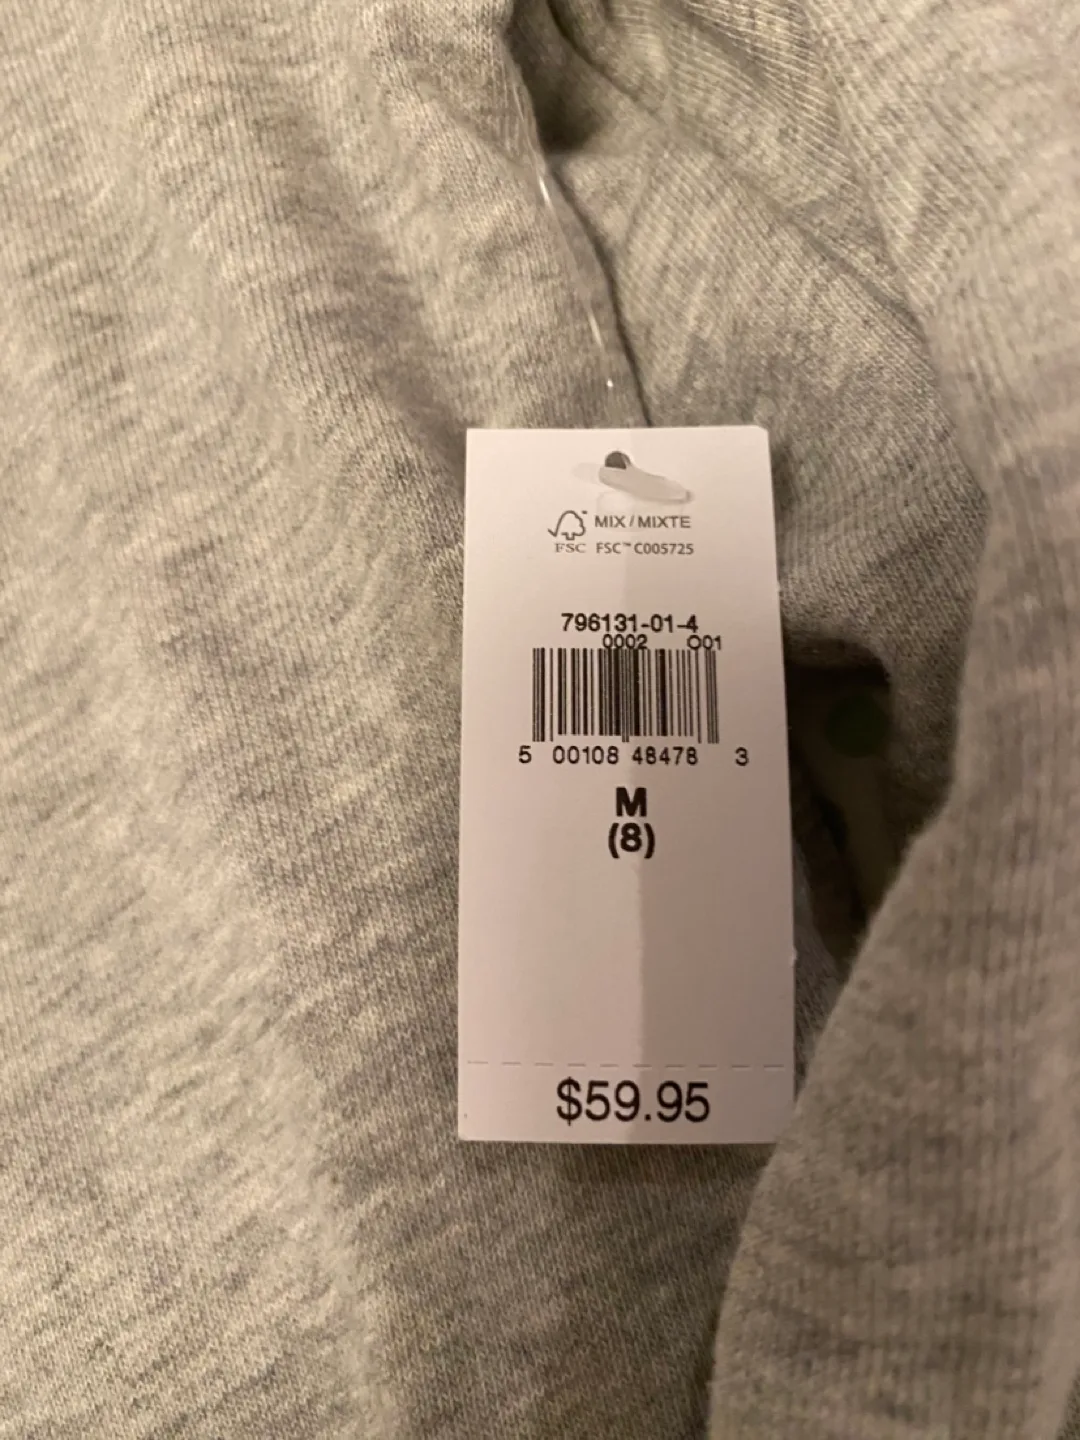 MIX / MIXTE
FSC FSC™ C005725
796131-01-4
0002 001
5 00108 48478 3
M
(8)
$59.95